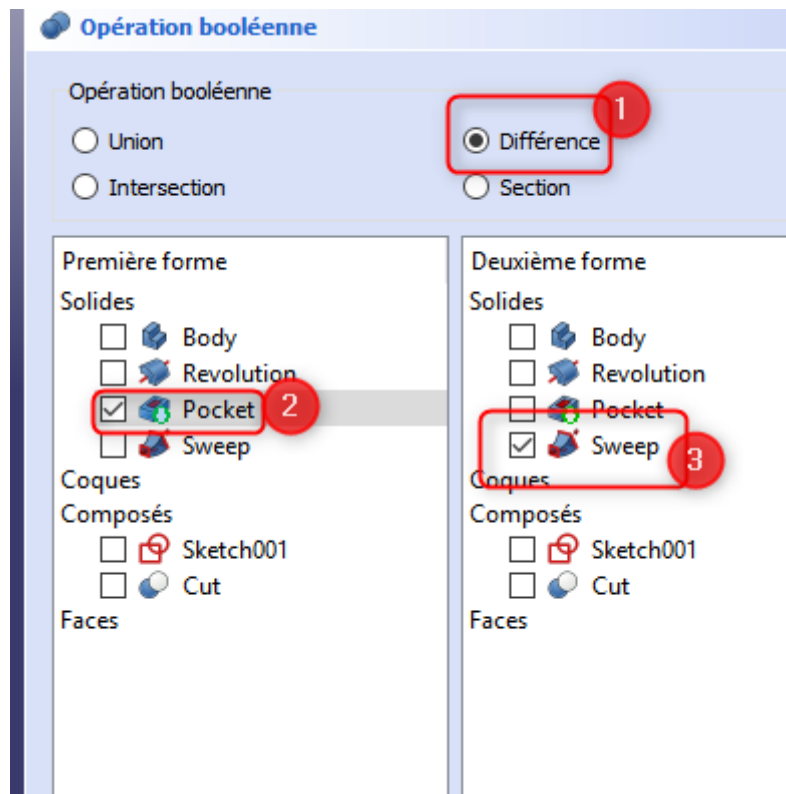 Opération booléenne
Opération booléenne
1
Union
Différence
Intersection
Section
Première forme
Solides
Body
Revolution
Pocket
2
Sweep
Coques
Composés
Sketch001
Cut
Faces
Deuxième forme
Solides
Body
Revolution
Pocket
Sweep
3
Coques
Composés
Sketch001
Cut
Faces